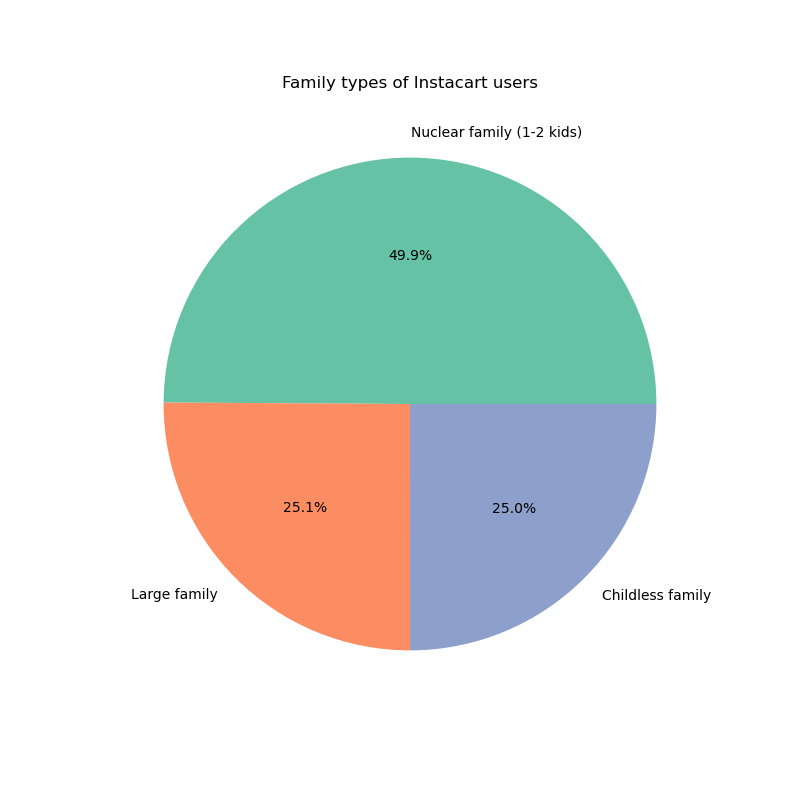 Family types of Instacart users
Nuclear family (1-2 kids)
49.9%
25.1%
25.0%
Large family
Childless family